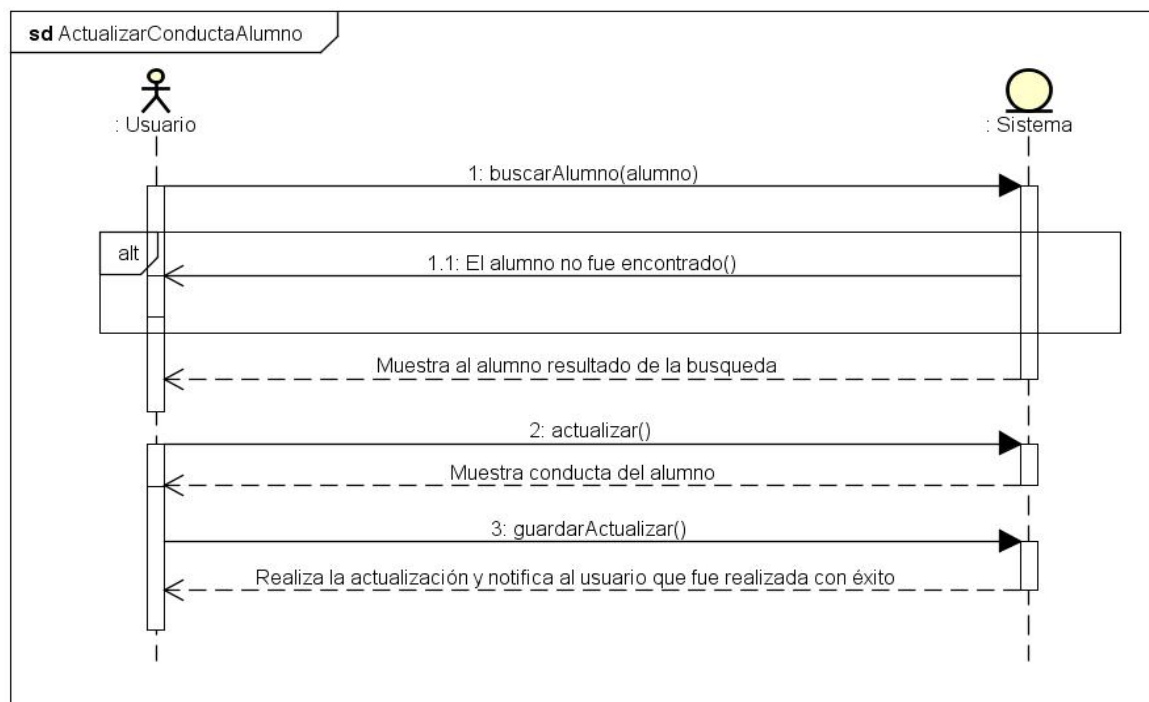 sd ActualizarConductaAlumno
: Usuario
: Sistema
1: buscarAlumno(alumno)
alt
1.1: El alumno no fue encontrado()
Muestra al alumno resultado de la busqueda
2: actualizar()
Muestra conducta del alumno
3: guardarActualizar()
Realiza la actualización y notifica al usuario que fue realizada con éxito